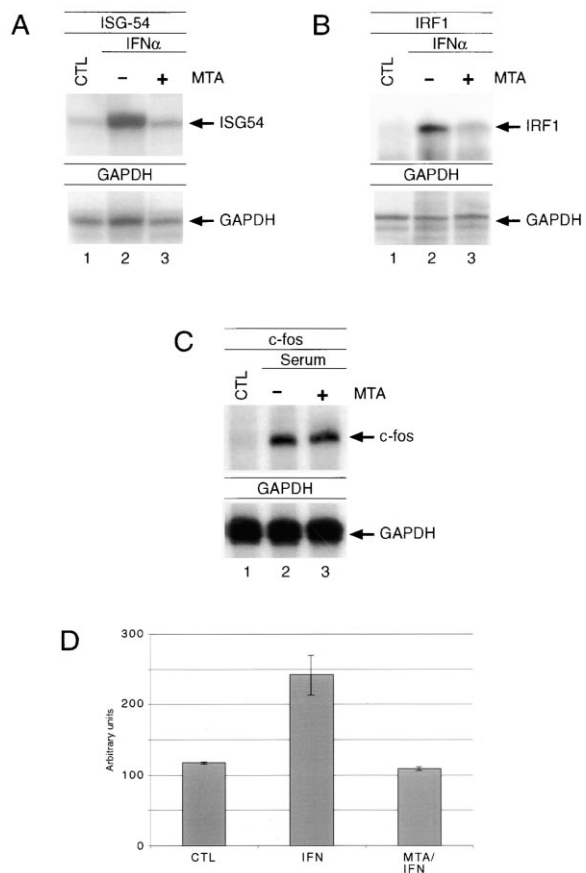 A
ISG-54
IFNα
CTL
– + MTA
ISG54
GAPDH
GAPDH
1 2 3
B
IRF1
IFNα
CTL
– + MTA
IRF1
GAPDH
GAPDH
1 2 3
C
c-fos
Serum
CTL
– + MTA
c-fos
GAPDH
GAPDH
1 2 3
D
Arbitrary units
300
200
100
0
CTL IFN MTA/
IFN